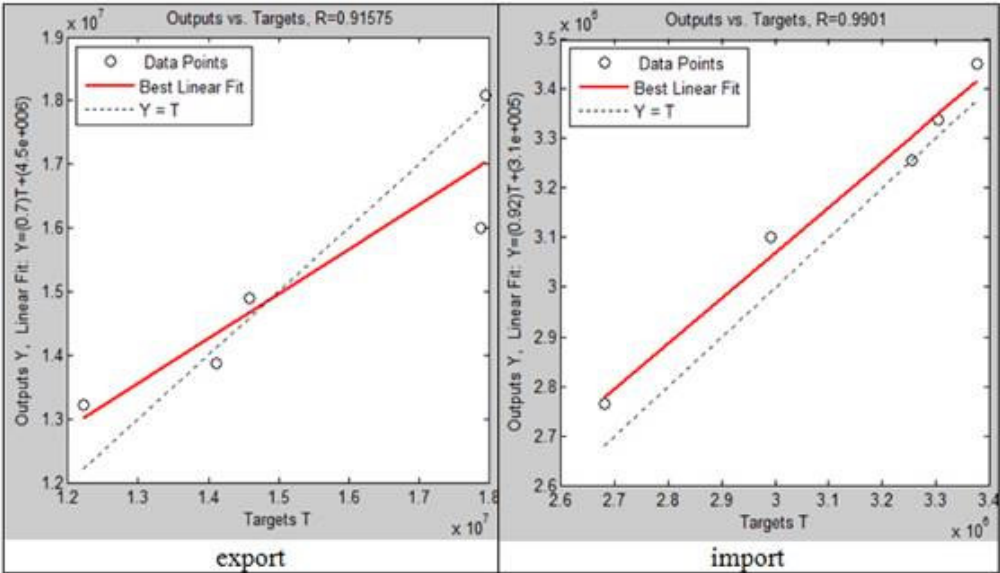 Outputs vs. Targets, R=0.91575
x 10^7
1.9
1.8
1.7
1.6
1.5
1.4
1.3
1.2
Data Points
Best Linear Fit
Y = T
Outputs Y, Linear Fit: Y=(0.7)T+(4.5e+006)
1.2 1.3 1.4 1.5 1.6 1.7 1.8
Targets T
x 10^7
export
Outputs vs. Targets, R=0.9901
x 10^6
3.5
3.4
3.3
3.2
3.1
3
2.9
2.8
2.7
2.6
Data Points
Best Linear Fit
Y = T
Outputs Y, Linear Fit: Y=(0.92)T+(3.1e+005)
2.6 2.7 2.8 2.9 3 3.1 3.2 3.3 3.4
Targets T
x 10^6
import